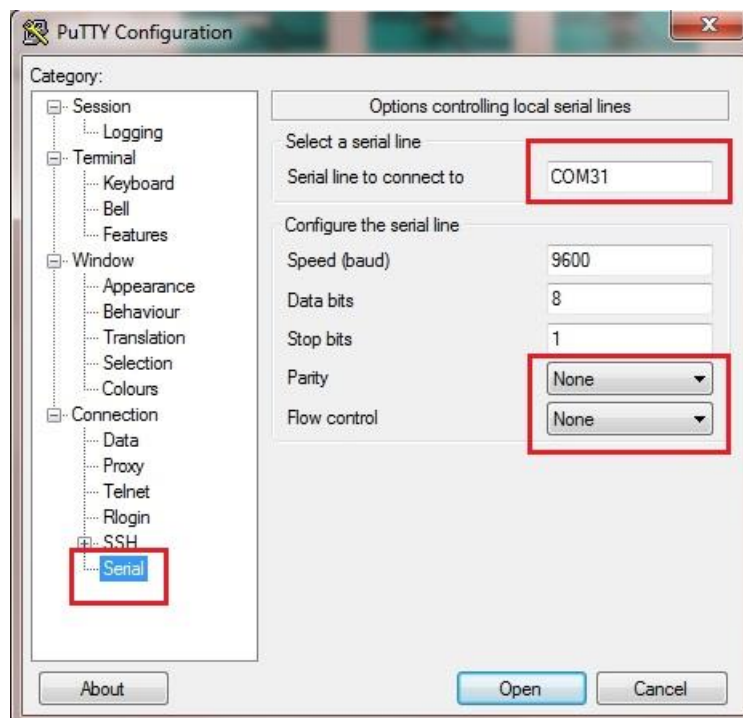 PuTTY Configuration
Category:
Session
Logging
Terminal
Keyboard
Bell
Features
Window
Appearance
Behaviour
Translation
Selection
Colours
Connection
Data
Proxy
Telnet
Rlogin
SSH
Serial
Options controlling local serial lines
Select a serial line
Serial line to connect to COM31
Configure the serial line
Speed (baud) 9600
Data bits 8
Stop bits 1
Parity None
Flow control None
About Open Cancel